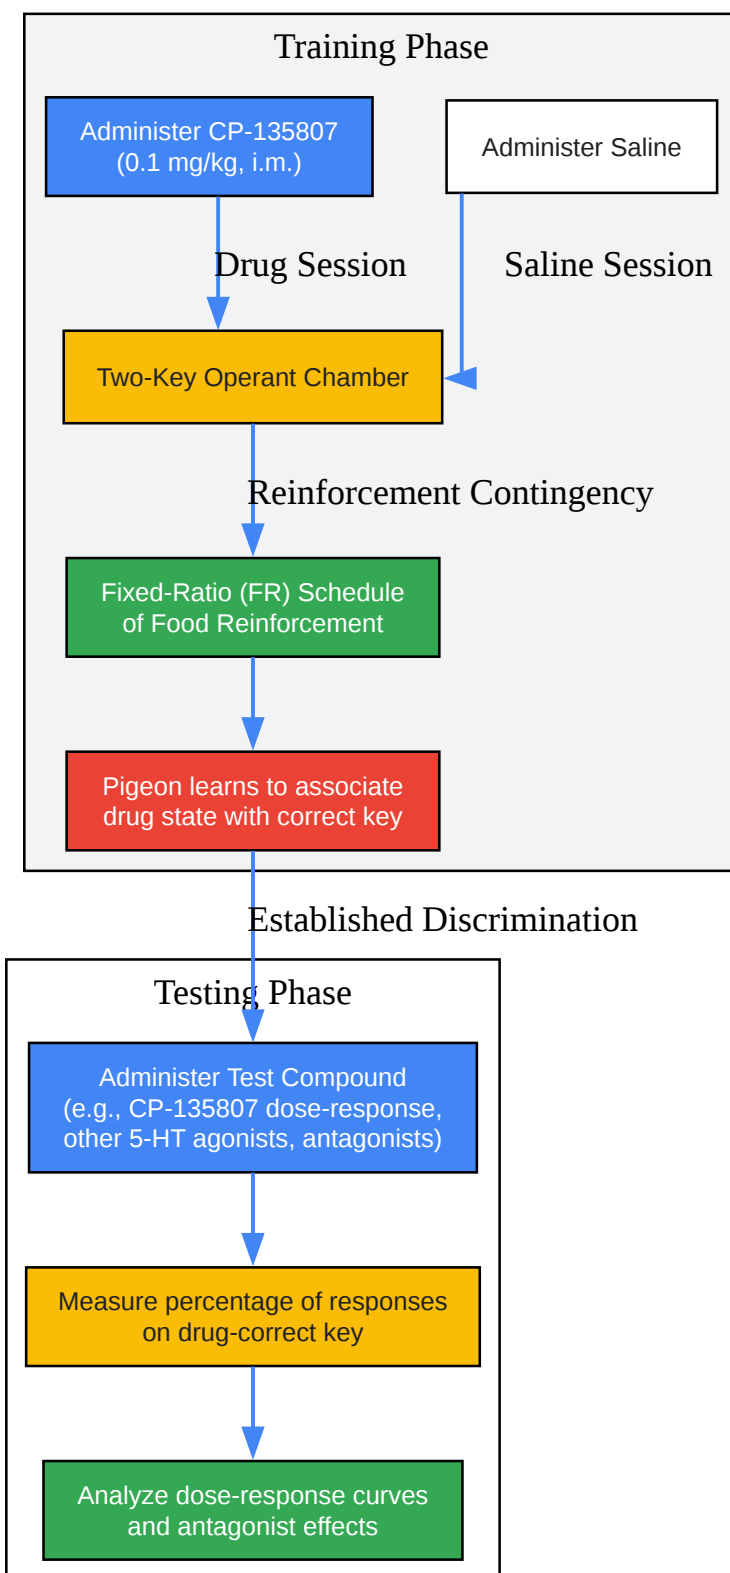 Training Phase
Administer CP-135807
(0.1 mg/kg, i.m.)
Administer Saline
Drug Session
Saline Session
Two-Key Operant Chamber
Reinforcement Contingency
Fixed-Ratio (FR) Schedule
of Food Reinforcement
Pigeon learns to associate
drug state with correct key
Established Discrimination
Testing Phase
Administer Test Compound
(e.g., CP-135807 dose-response,
other 5-HT agonists, antagonists)
Measure percentage of responses
on drug-correct key
Analyze dose-response curves
and antagonist effects